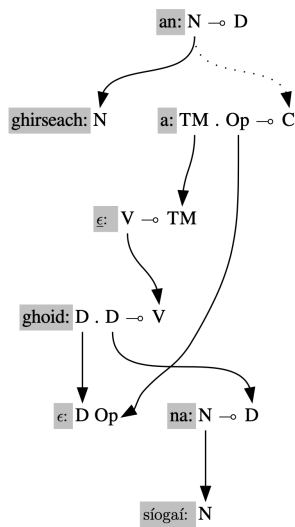 an: N ⊸ D
ghirseach: N a: TM . Op ⊸ C
ϵ: V ⊸ TM
ghoid: D . D ⊸ V
ϵ: D Op na: N ⊸ D
síogaí: N